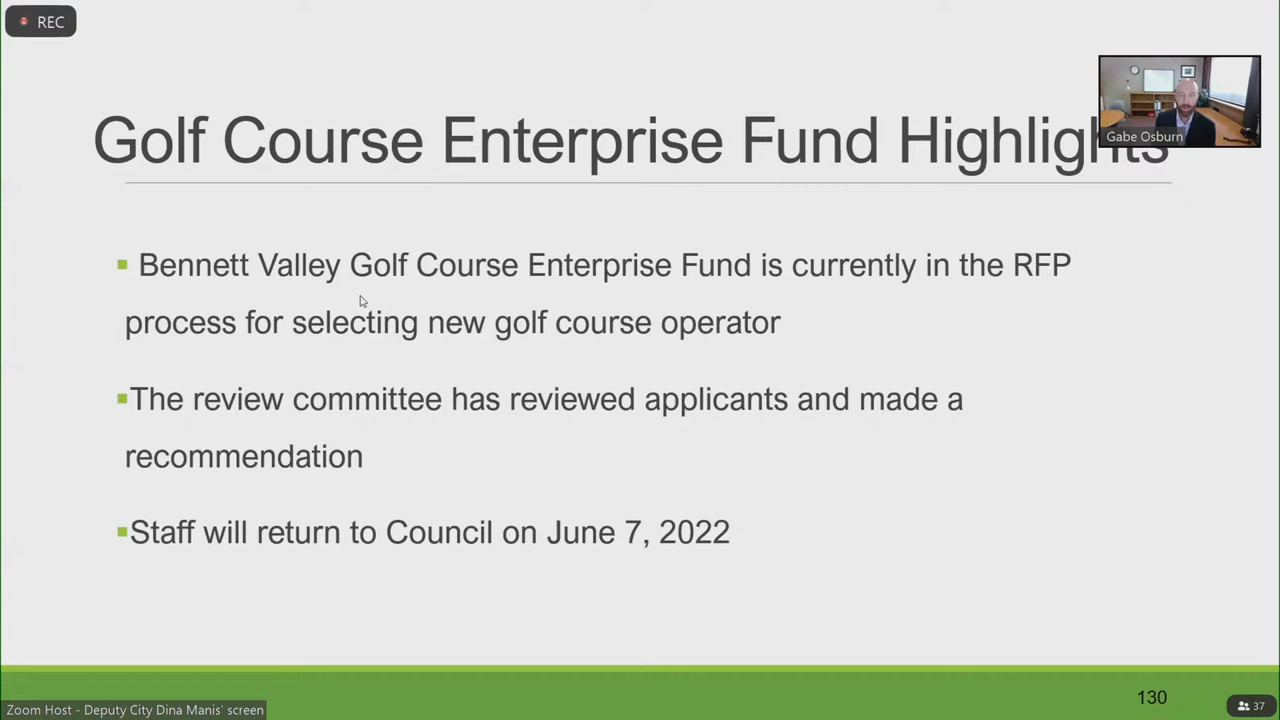 REC
Golf Course Enterprise Fund Highlights
Gabe Osburn
▪ Bennett Valley Golf Course Enterprise Fund is currently in the RFP
process for selecting new golf course operator
▪The review committee has reviewed applicants and made a
recommendation
▪Staff will return to Council on June 7, 2022
130
Zoom Host - Deputy City Dina Manis' screen
37